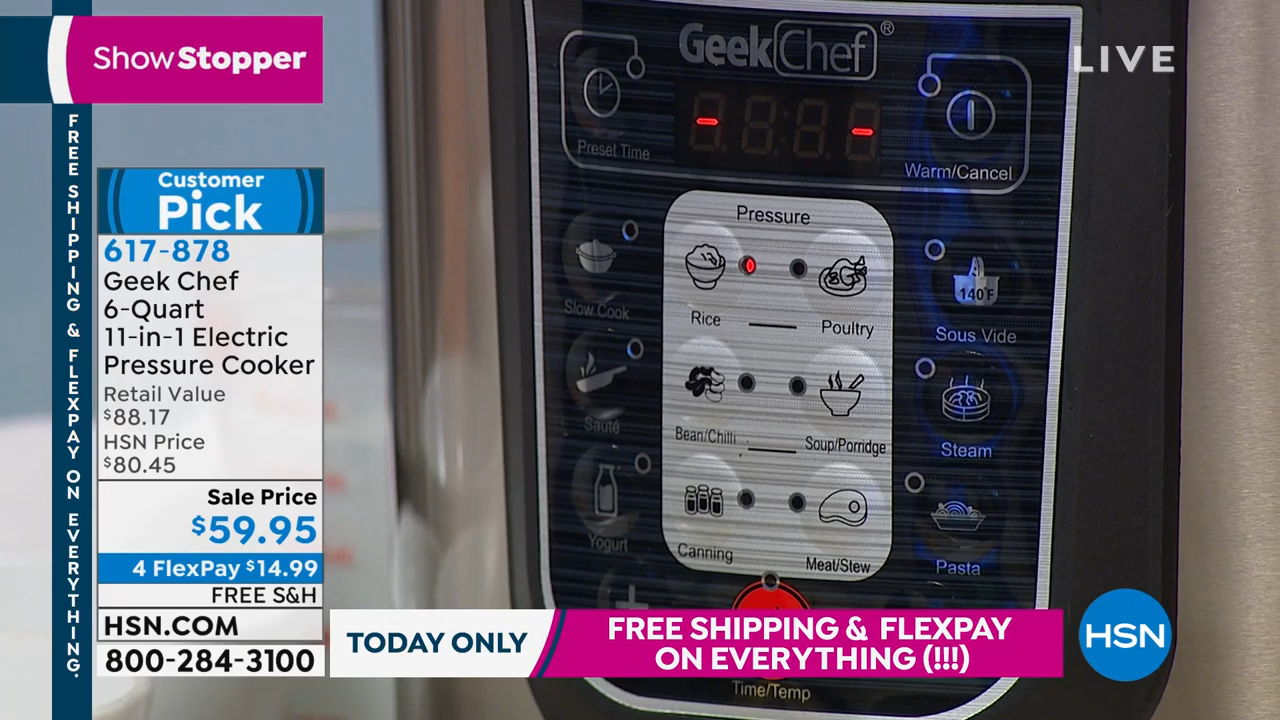 ShowStopper
FREE SHIPPING & FLEXPAY ON EVERYTHING.
Customer
Pick
617-878
Geek Chef
6-Quart
11-in-1 Electric
Pressure Cooker
Retail Value
$88.17
HSN Price
$80.45
Sale Price
$59.95
4 FlexPay $14.99
FREE S&H
HSN.COM
800-284-3100
LIVE
GeekChef®
Preset Time
Warm/Cancel
Pressure
Slow Cook
Rice
Poultry
140°F
Sous Vide
Sauté
Bean/Chilli
Soup/Porridge
Steam
Yogurt
Canning
Meat/Stew
Pasta
Time/Temp
TODAY ONLY
FREE SHIPPING & FLEXPAY
ON EVERYTHING (!!!)
HSN